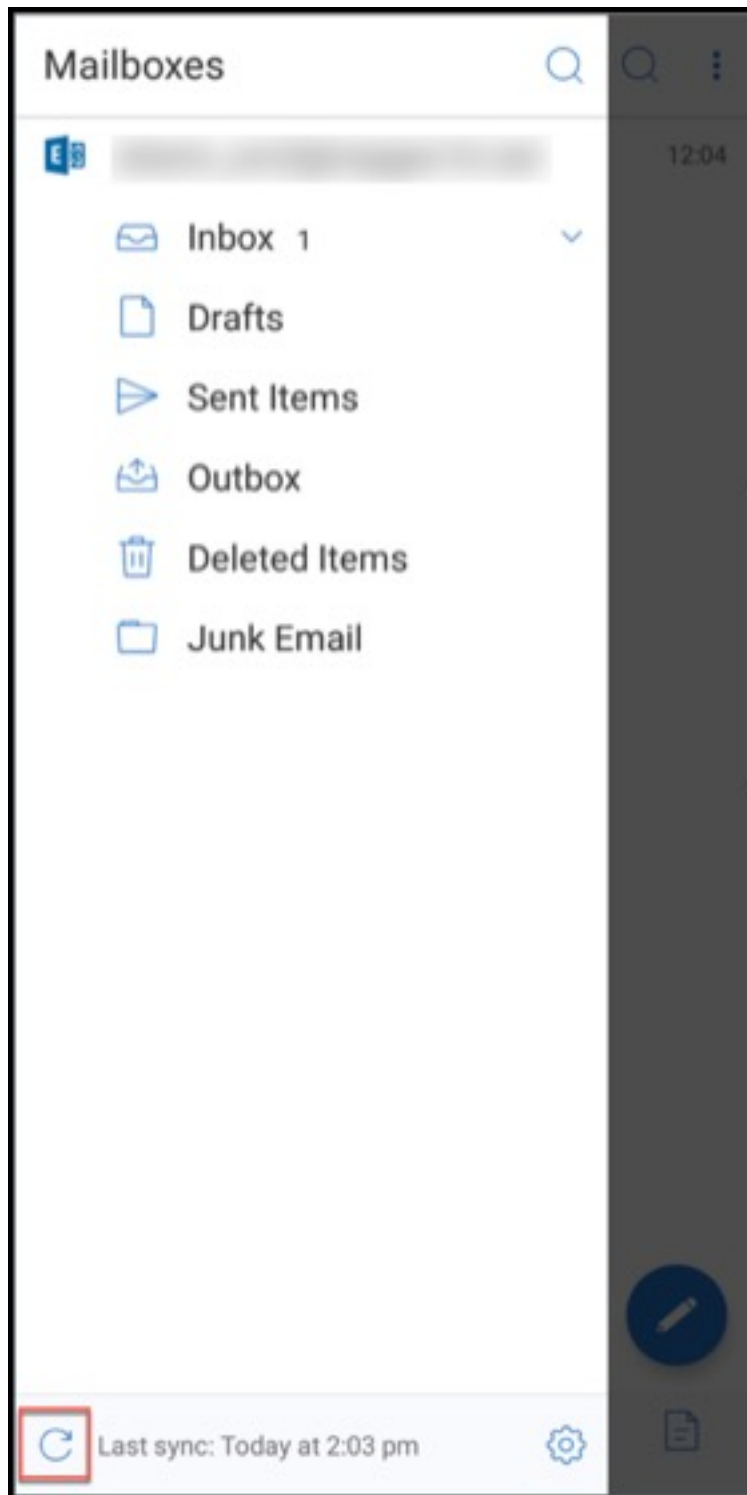 Mailboxes
12:04
Inbox 1
Drafts
Sent Items
Outbox
Deleted Items
Junk Email
Last sync: Today at 2:03 pm